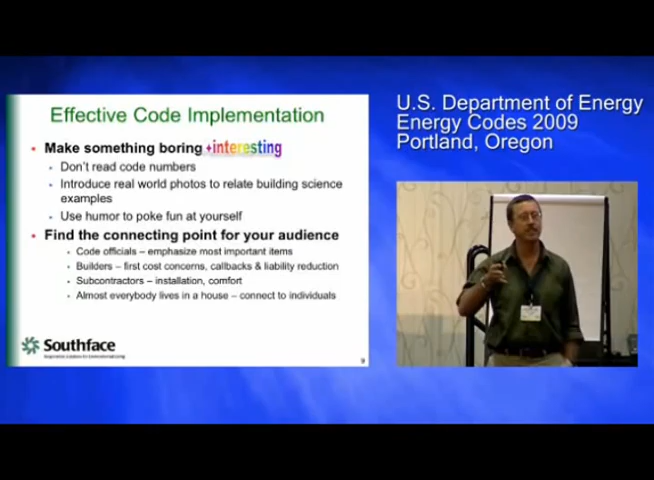 Effective Code Implementation
Make something boring +interesting
Don't read code numbers
Introduce real world photos to relate building science
examples
Use humor to poke fun at yourself
Find the connecting point for your audience
Code officials – emphasize most important items
Builders – first cost concerns, callbacks & liability reduction
Subcontractors – installation, comfort
Almost everybody lives in a house – connect to individuals
Southface
9
U.S. Department of Energy
Energy Codes 2009
Portland, Oregon